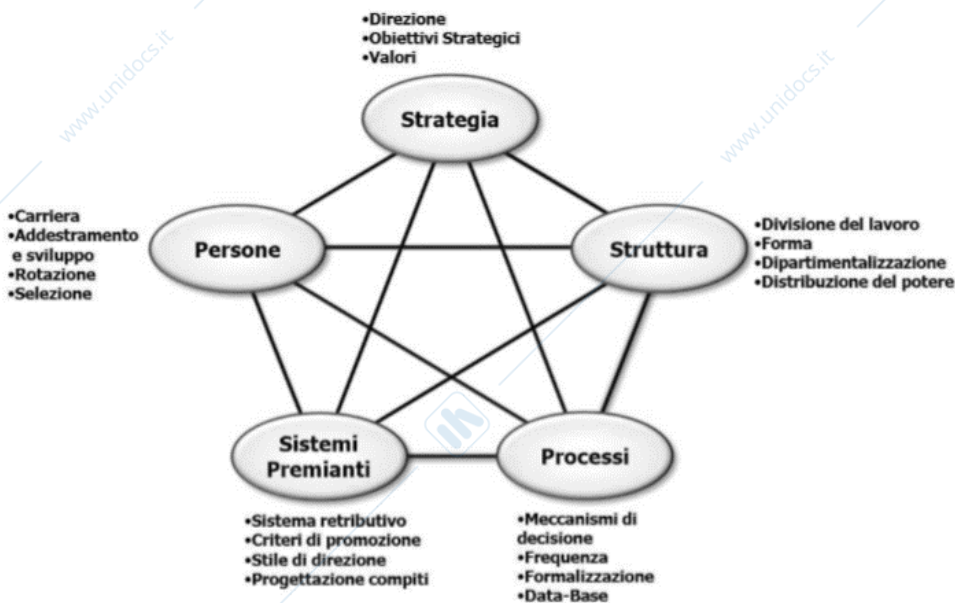 •Direzione
•Obiettivi Strategici
•Valori
www.unidocs.it
www.unidocs.it
Strategia
•Carriera
•Addestramento
e sviluppo
•Rotazione
•Selezione
Persone
Struttura
•Divisione del lavoro
•Forma
•Dipartimentalizzazione
•Distribuzione del potere
Sistemi
Premianti
Processi
•Sistema retributivo
•Criteri di promozione
•Stile di direzione
•Progettazione compiti
•Meccanismi di
decisione
•Frequenza
•Formalizzazione
•Data-Base